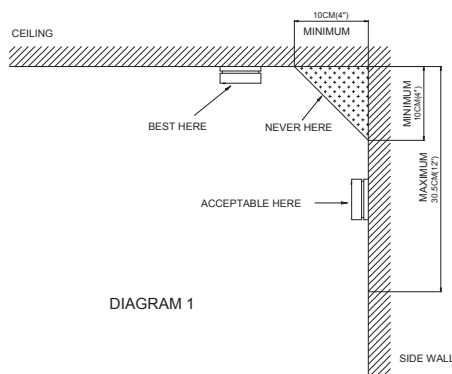 10CM(4")
CEILING
MINIMUM
BEST HERE
NEVER HERE
MINIMUM
10CM(4")
MAXIMUM
30.5CM(12")
ACCEPTABLE HERE
DIAGRAM 1
SIDE WALL